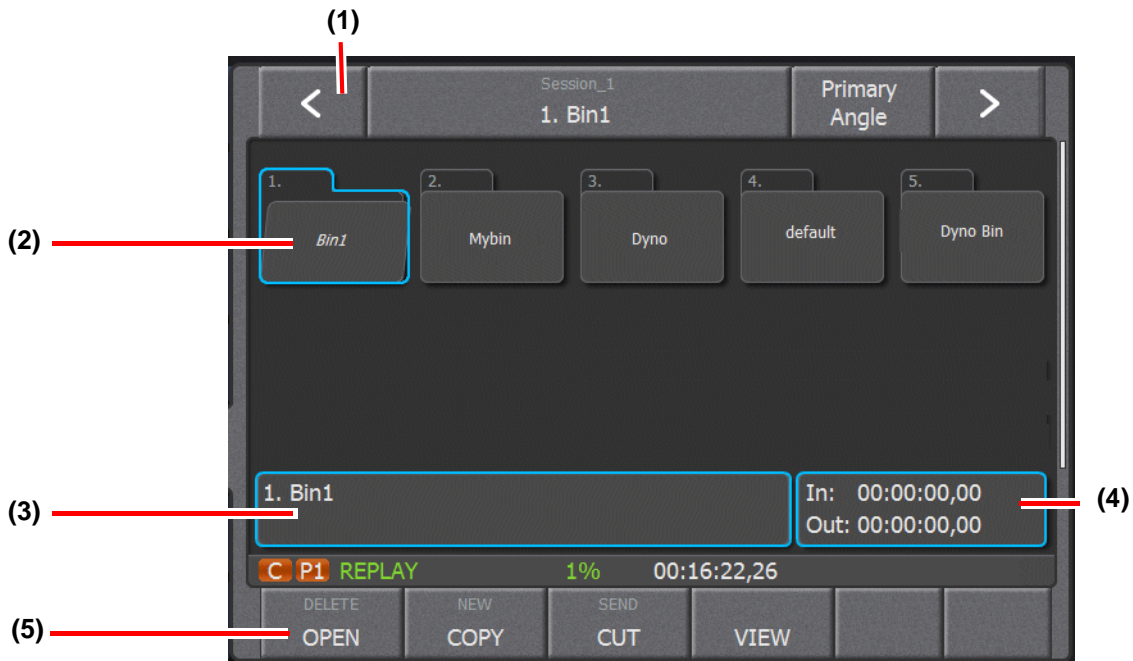 (1)
< Session_1 Primary >
1. Bin1 Angle
1. 2. 3. 4. 5.
(2) Bin1 Mybin Dyno default Dyno Bin
1. Bin1 In: 00:00:00,00
(3) (4)
Out: 00:00:00,00
C P1 REPLAY 1% 00:16:22,26
DELETE NEW SEND
(5) OPEN COPY CUT VIEW